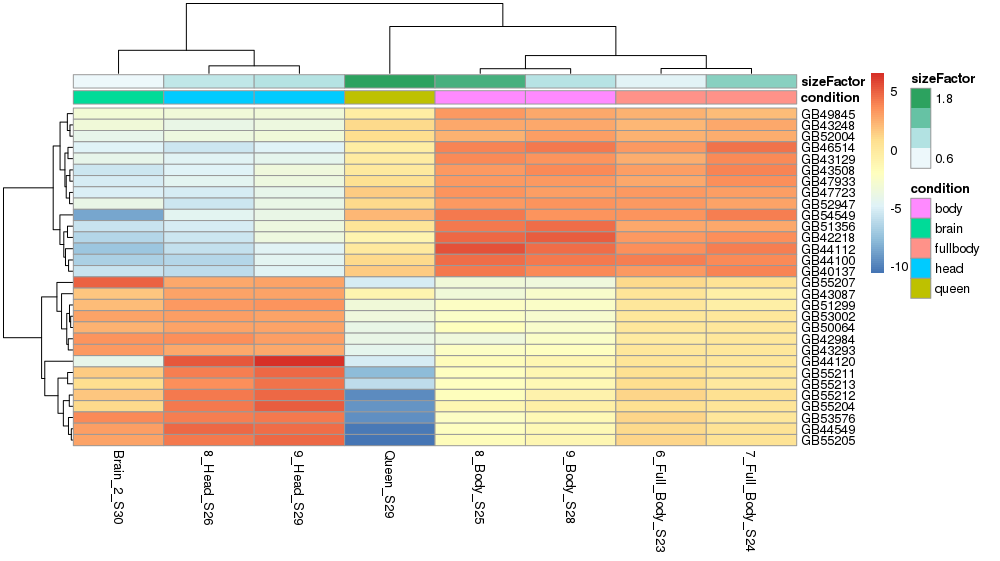 sizeFactor
condition
GB49845
GB43248
GB52004
GB46514
GB43129
GB43508
GB47933
GB47723
GB52947
GB54549
GB51356
GB42218
GB44112
GB44100
GB40137
GB55207
GB43087
GB51299
GB53002
GB50064
GB42984
GB43293
GB44120
GB55211
GB55213
GB55212
GB55204
GB53576
GB44549
GB55205
Brain_2_S30
8_Head_S26
9_Head_S29
Queen_S29
8_Body_S25
9_Body_S28
6_Full_Body_S23
7_Full_Body_S24
5
0
-5
-10
sizeFactor
1.8
0.6
condition
body
brain
fullbody
head
queen